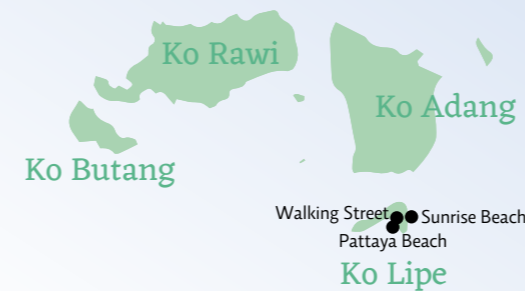 Ko Rawi
Ko Adang
Ko Butang
Walking Street
Sunrise Beach
Pattaya Beach
Ko Lipe